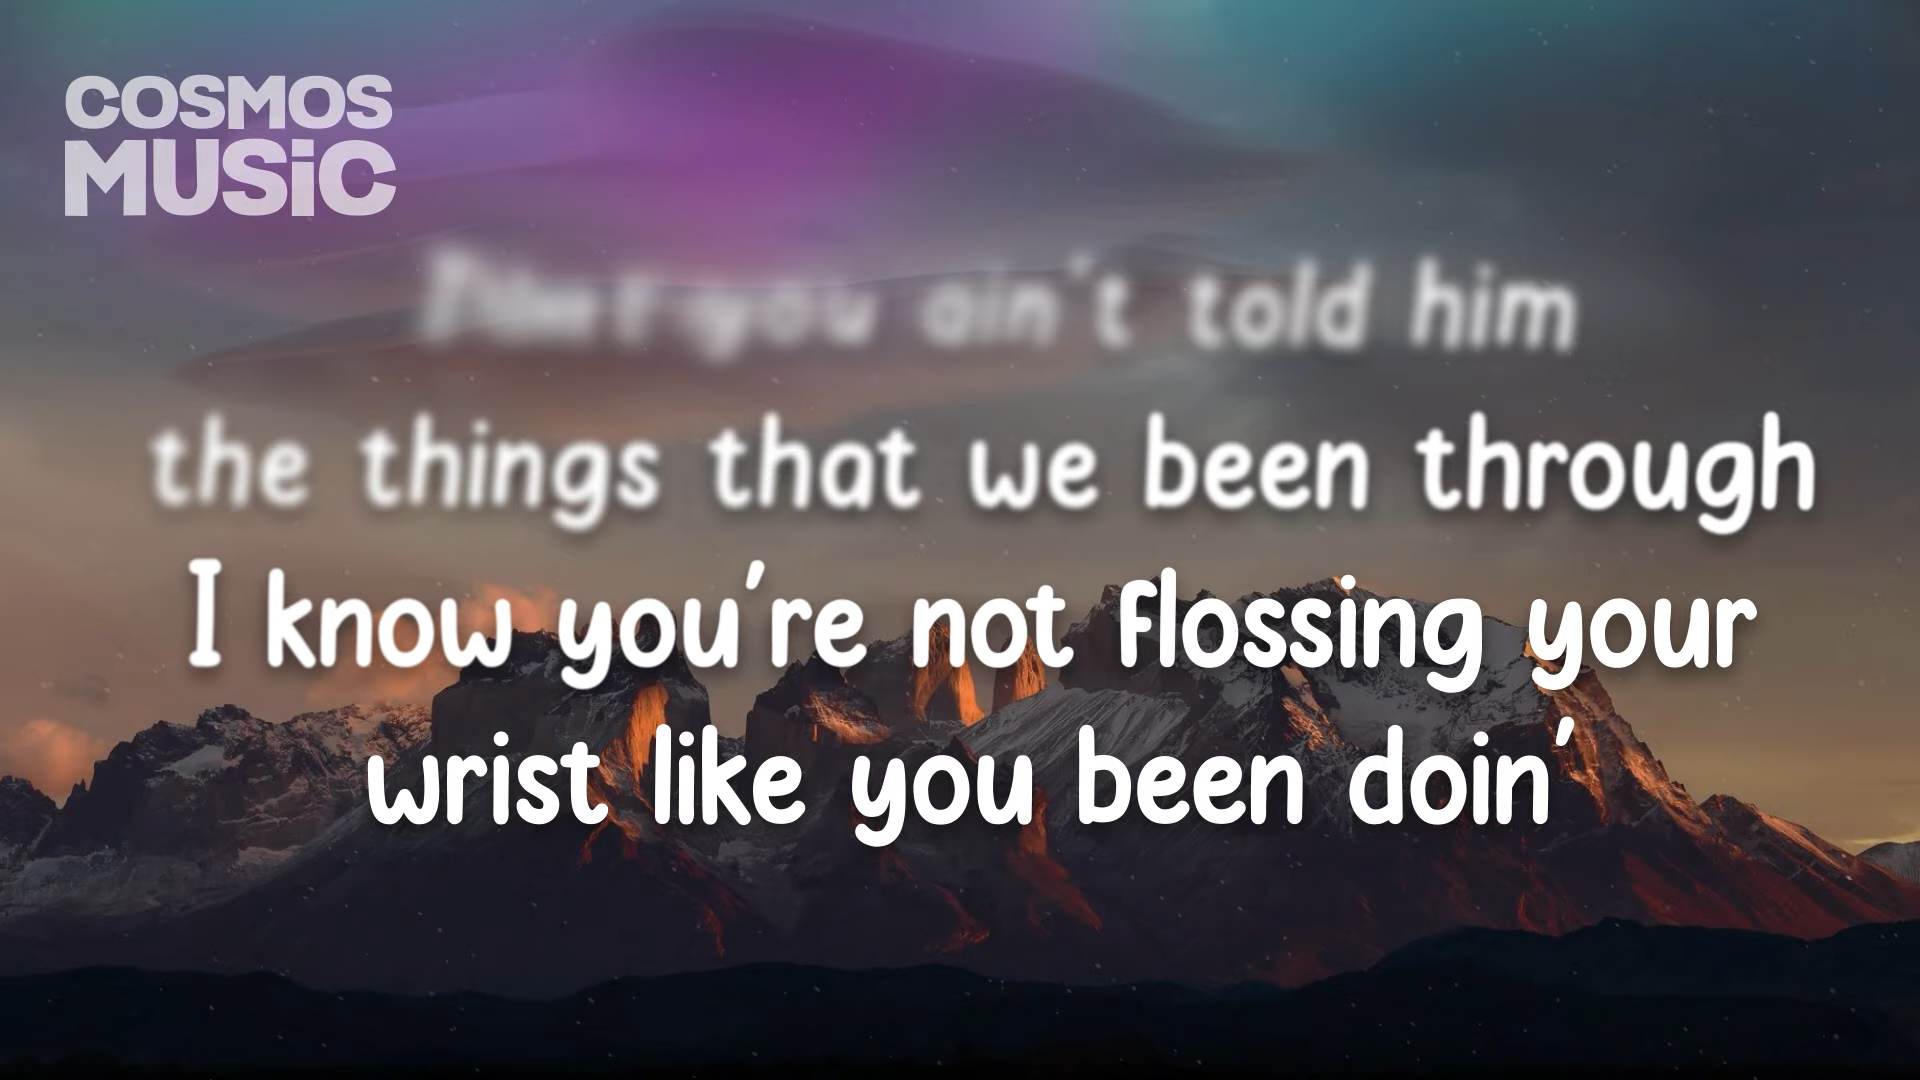 COSMOS
MUSiC
you ain't told him
the things that we been through
I know you're not flossing your
wrist like you been doin'